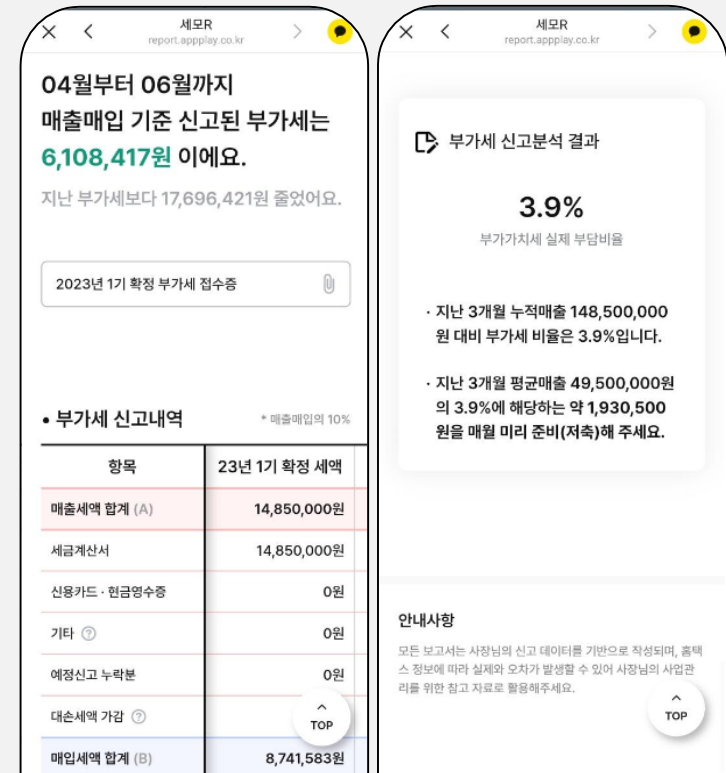 세모R
report.appplay.co.kr
04월부터 06월까지
매출매입 기준 신고된 부가세는
6,108,417원 이에요.
지난 부가세보다 17,696,421원 줄었어요.
2023년 1기 확정 부가세 접수증
• 부가세 신고내역
* 매출매입의 10%
항목 23년 1기 확정 세액
매출세액 합계 (A) 14,850,000원
세금계산서 14,850,000원
신용카드 · 현금영수증 0원
기타 ? 0원
예정신고 누락분 0원
대손세액 가감 ?
TOP
매입세액 합계 (B) 8,741,583원
세모R
report.appplay.co.kr
부가세 신고분석 결과
3.9%
부가가치세 실제 부담비율
· 지난 3개월 누적매출 148,500,000
원 대비 부가세 비율은 3.9%입니다.
· 지난 3개월 평균매출 49,500,000원
의 3.9%에 해당하는 약 1,930,500
원을 매월 미리 준비(저축)해 주세요.
안내사항
모든 보고서는 사장님의 신고 데이터를 기반으로 작성되며, 홈택
스 정보에 따라 실제와 오차가 발생할 수 있어 사장님의 사업관
리를 위한 참고 자료로 활용해주세요.
TOP